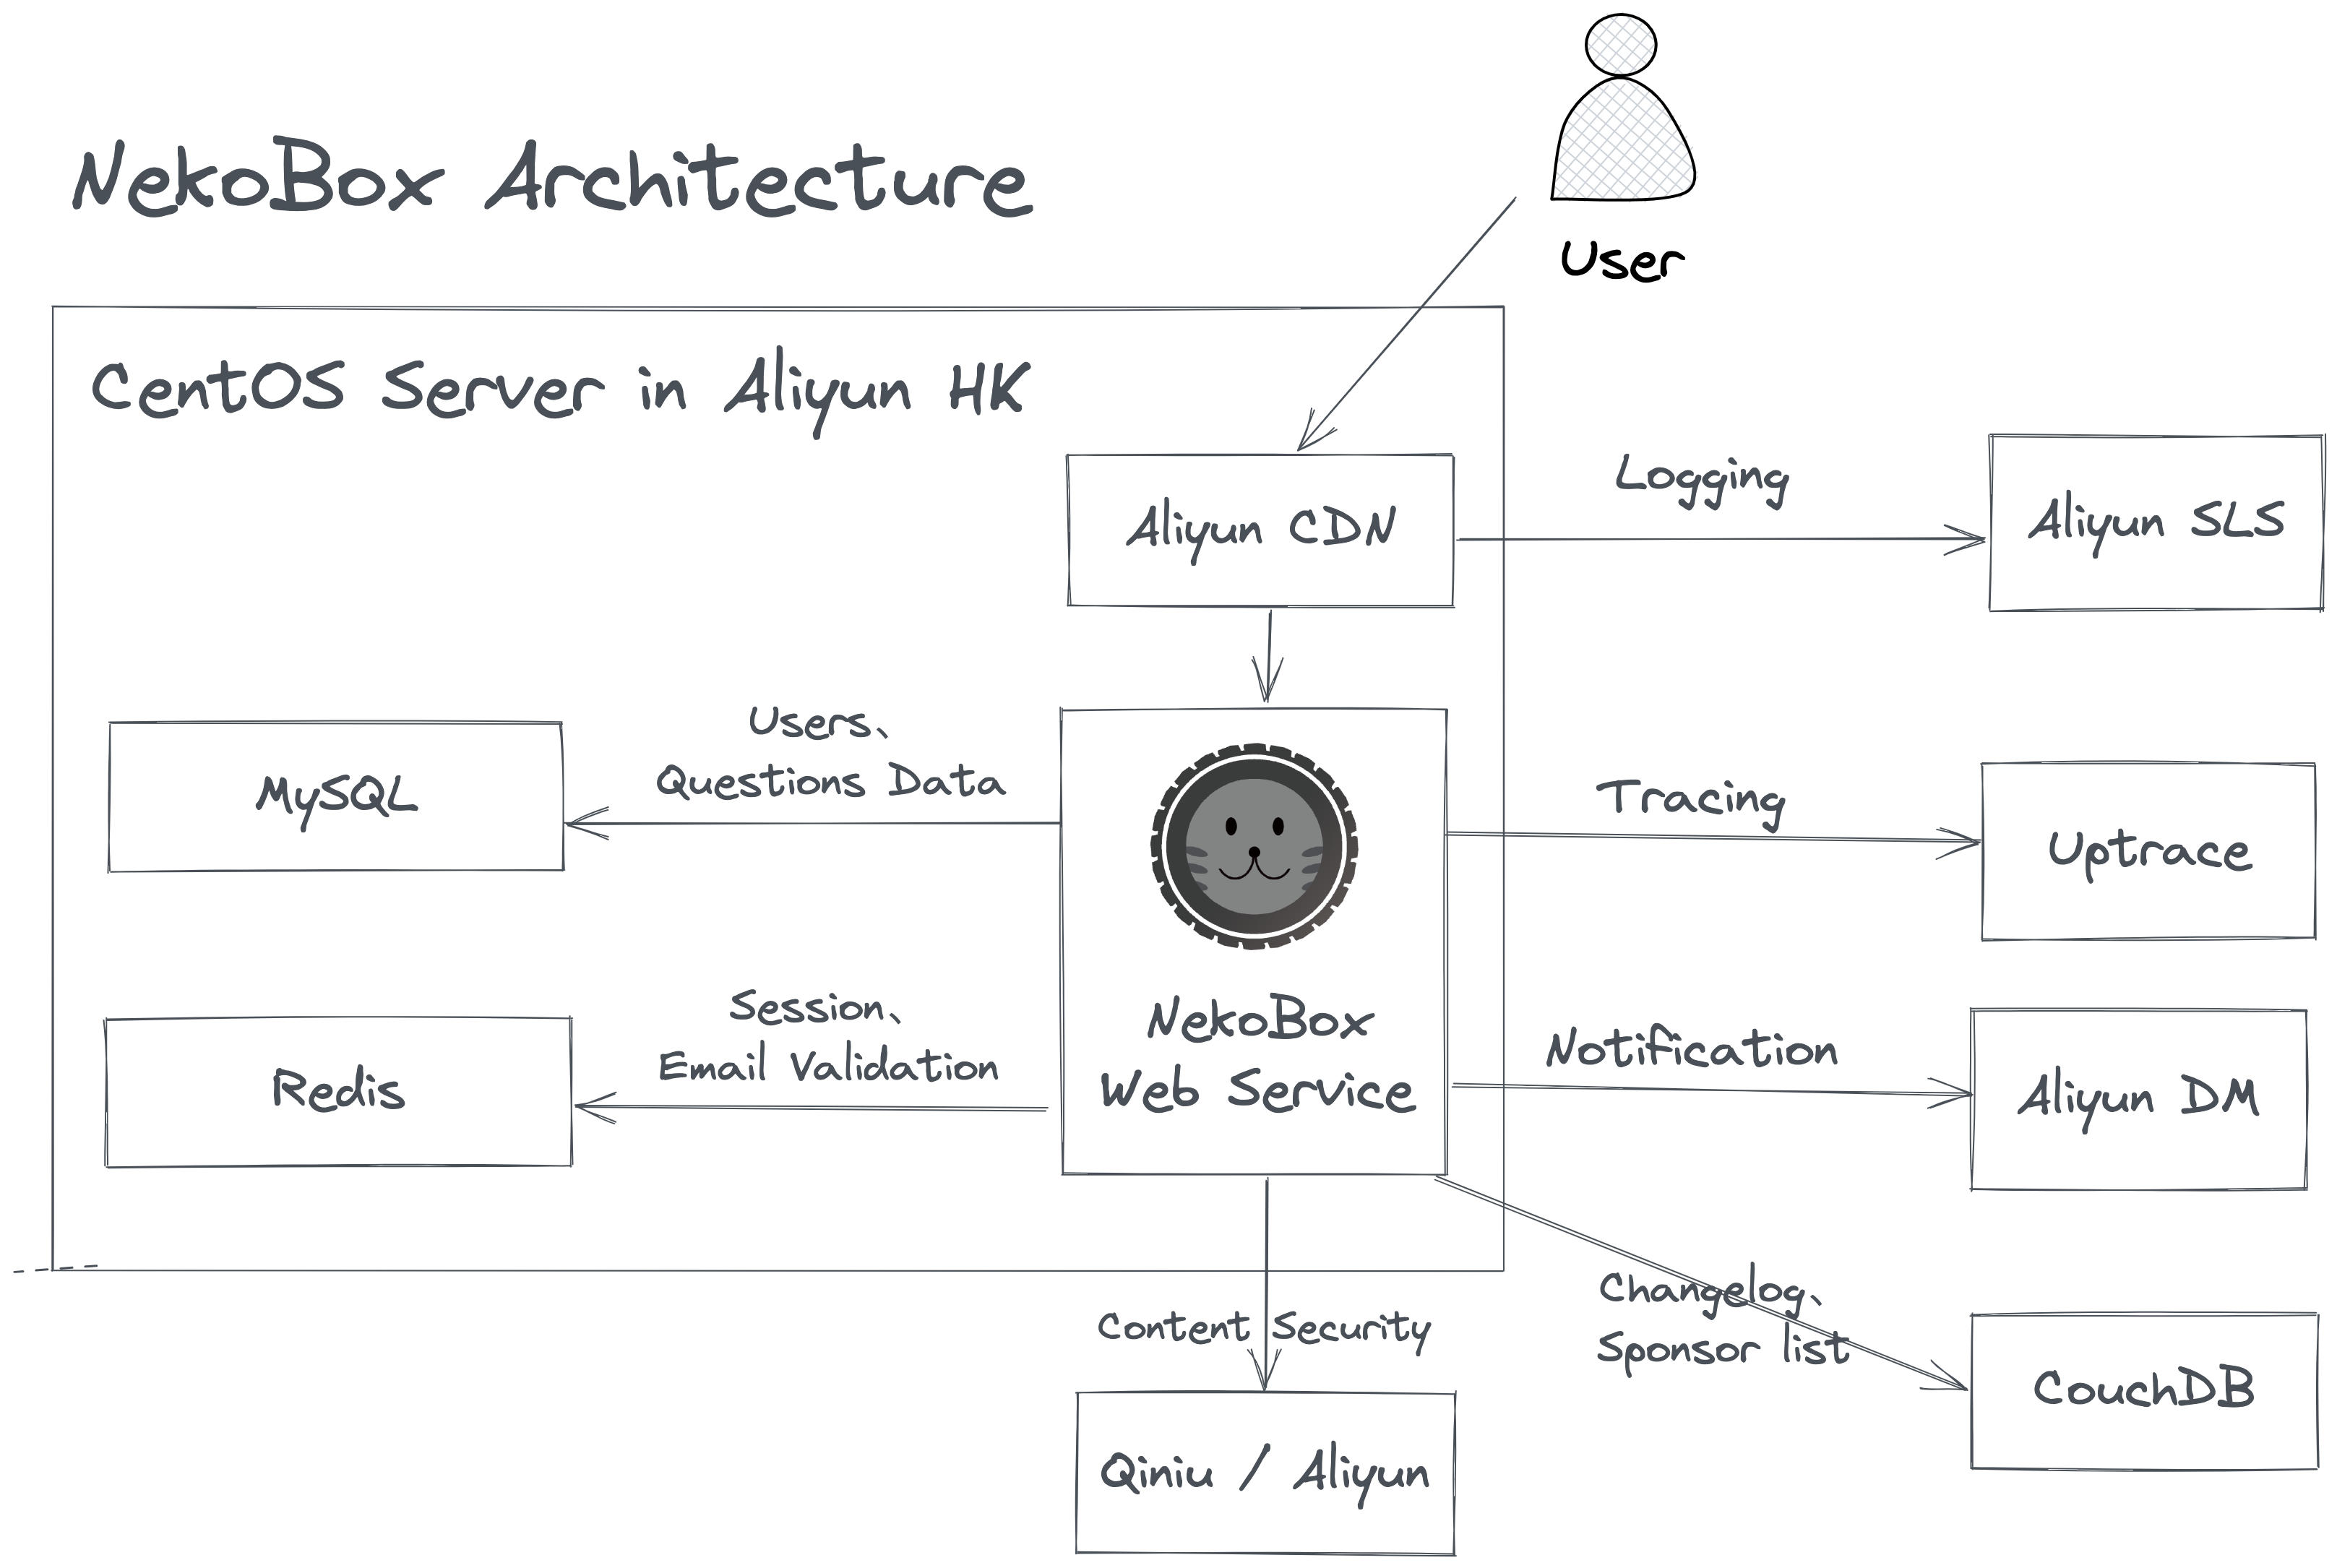 NekoBox Architecture
User
CentOS Server in Aliyun HK
Aliyun CDN
Logging
Aliyun SLS
MySQL
Users、
Questions Data
Tracing
Uptrace
Redis
Session、
Email Validation
NekoBox
Web Service
Notification
Aliyun DM
Content Security
Changelog、
Sponsor list
CouchDB
Qiniu / Aliyun